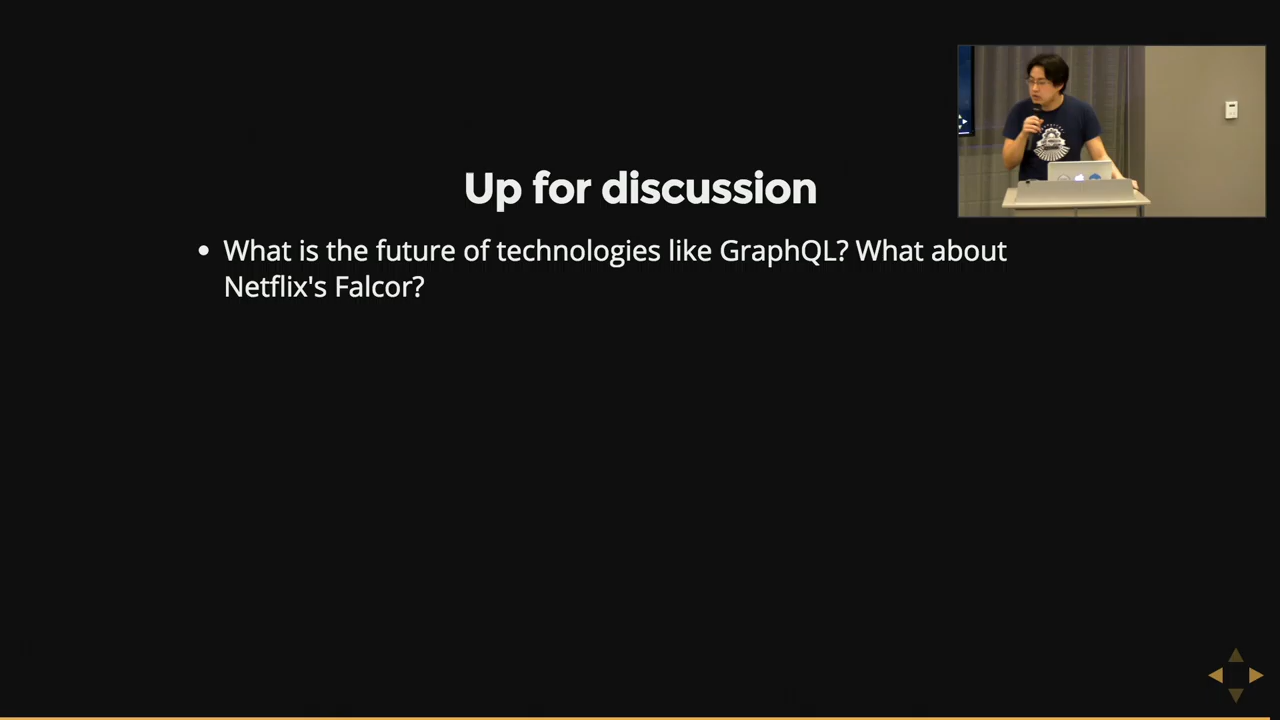 Up for discussion
• What is the future of technologies like GraphQL? What about
Netflix's Falcor?